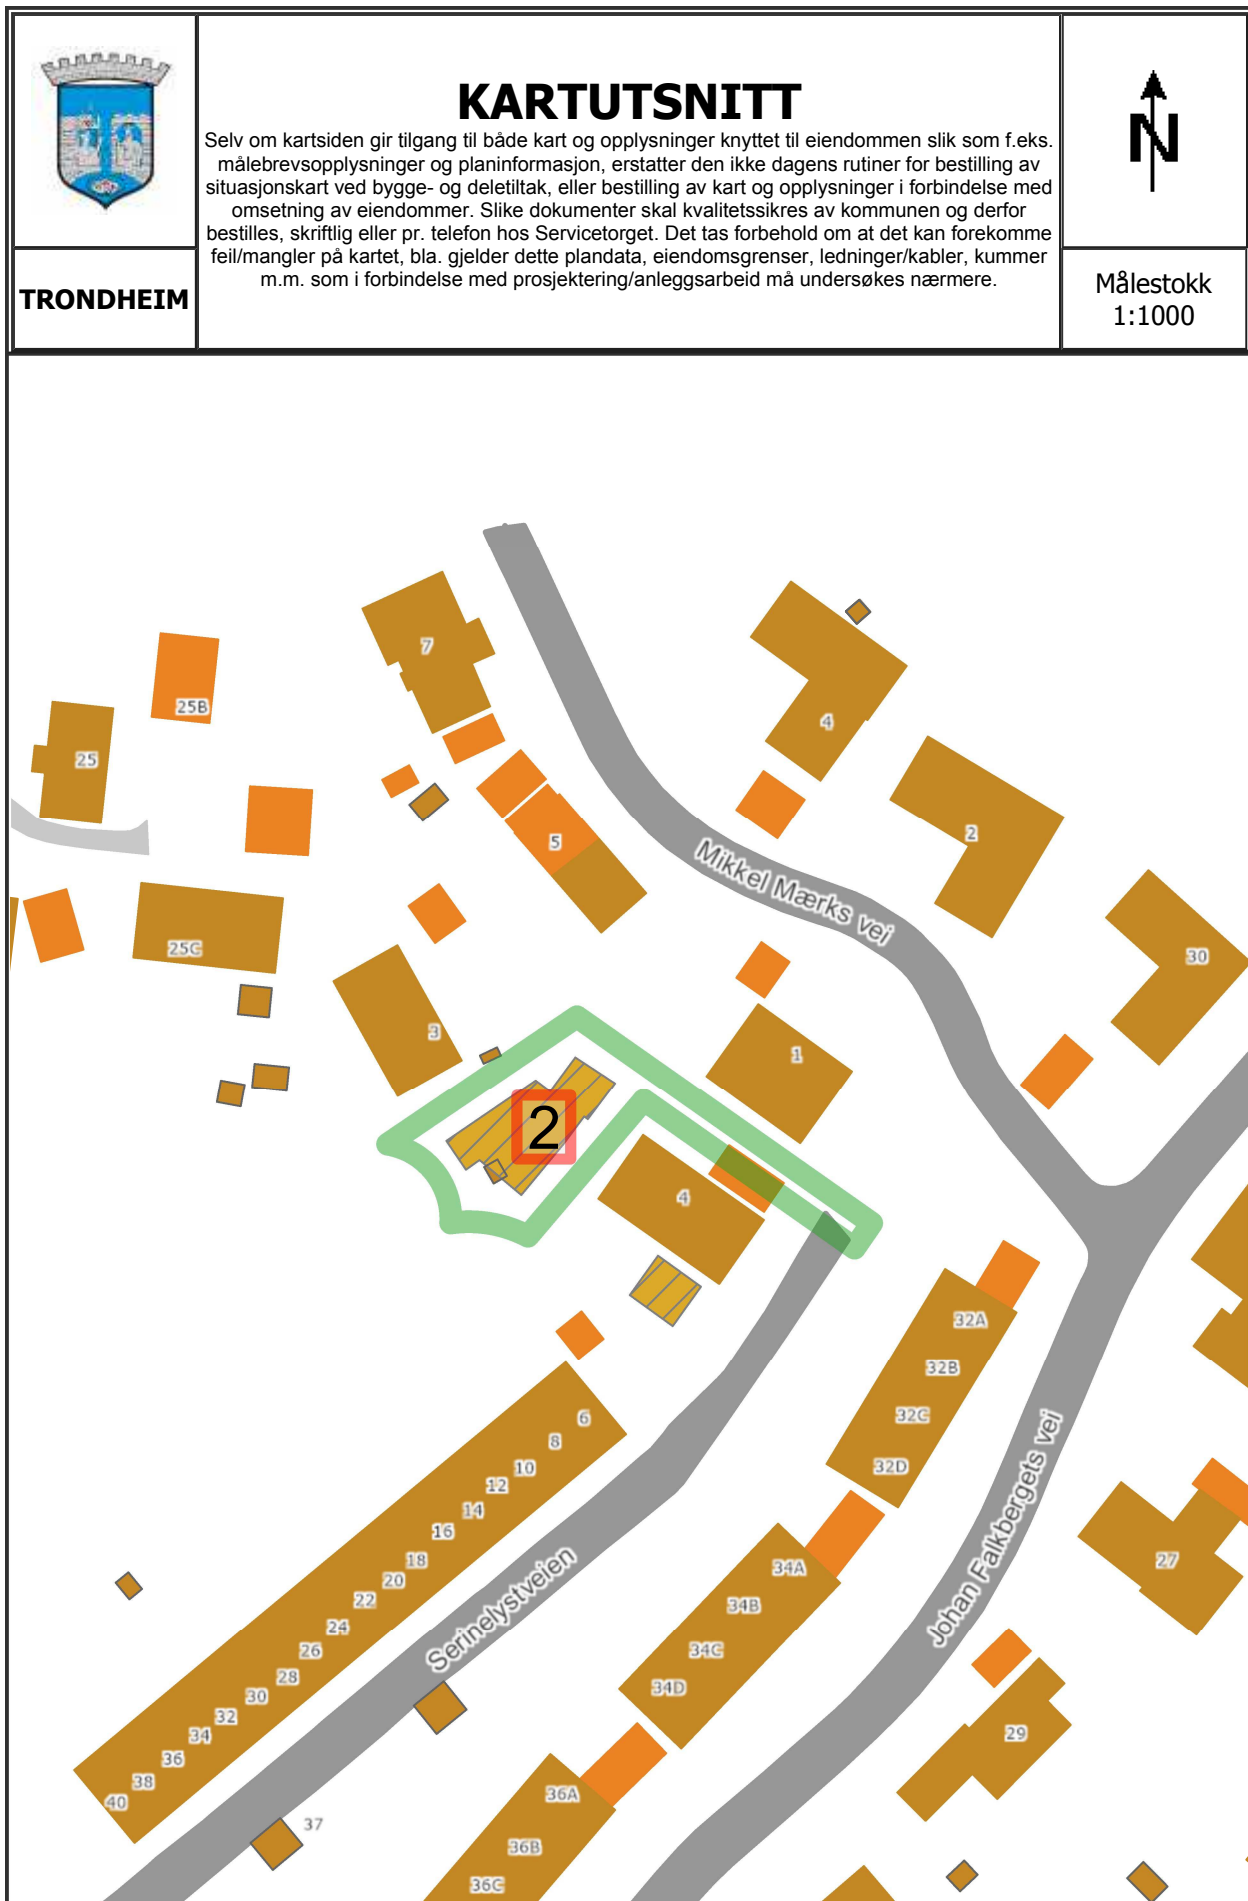 KARTUTSNITT
Selv om kartsiden gir tilgang til både kart og opplysninger knyttet til eiendommen slik som f.eks.
målebrevsopplysninger og planinformasjon, erstatter den ikke dagens rutiner for bestilling av
situasjonskart ved bygge- og deletiltak, eller bestilling av kart og opplysninger i forbindelse med
omsetning av eiendommer. Slike dokumenter skal kvalitetssikres av kommunen og derfor
bestilles, skriftlig eller pr. telefon hos Servicetorget. Det tas forbehold om at det kan forekomme
feil/mangler på kartet, bla. gjelder dette plandata, eiendomsgrenser, ledninger/kabler, kummer
m.m. som i forbindelse med prosjektering/anleggsarbeid må undersøkes nærmere.
TRONDHEIM
N
Målestokk
1:1000
7
25B
4
25
2
5
Mikkel Mærks vei
25C
30
3
1
2
4
32A
32B
32C
32D
6
8
10
12
14
16
18
20
22
24
26
28
30
32
34
36
38
40
Serinelystveien
Johan Falkbergets vei
34A
34B
34C
34D
27
29
36A
36B
36C
37